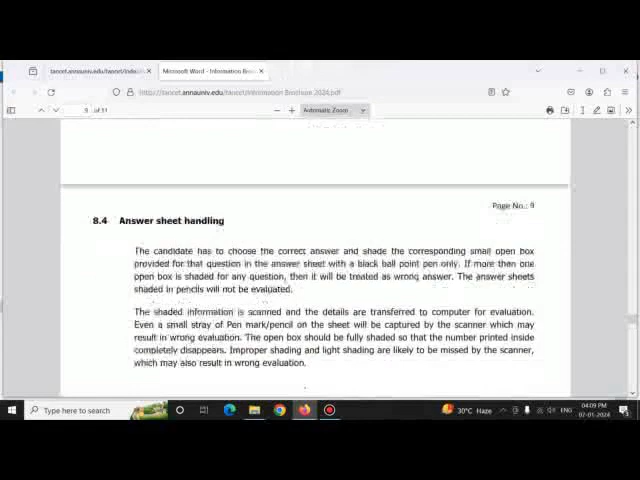 tancet.annauniv.edu/tancet/index
Microsoft Word - Information Bro
http://tancet.annauniv.edu/tancet/Information Brochure 2024.pdf
9 of 51
Automatic Zoom
Page No.: 9
8.4 Answer sheet handling
The candidate has to choose the correct answer and shade the corresponding small open box
provided for that question in the answer sheet with a black ball point pen only. If more than one
open box is shaded for any question, then it will be treated as wrong answer. The answer sheets
shaded in pencils will not be evaluated.
The shaded information is scanned and the details are transferred to computer for evaluation.
Even a small stray of Pen mark/pencil on the sheet will be captured by the scanner which may
result in wrong evaluation. The open box should be fully shaded so that the number printed inside
completely disappears. Improper shading and light shading are likely to be missed by the scanner,
which may also result in wrong evaluation.
Type here to search
30°C Haze
ENG
04:09 PM
07-01-2024
3